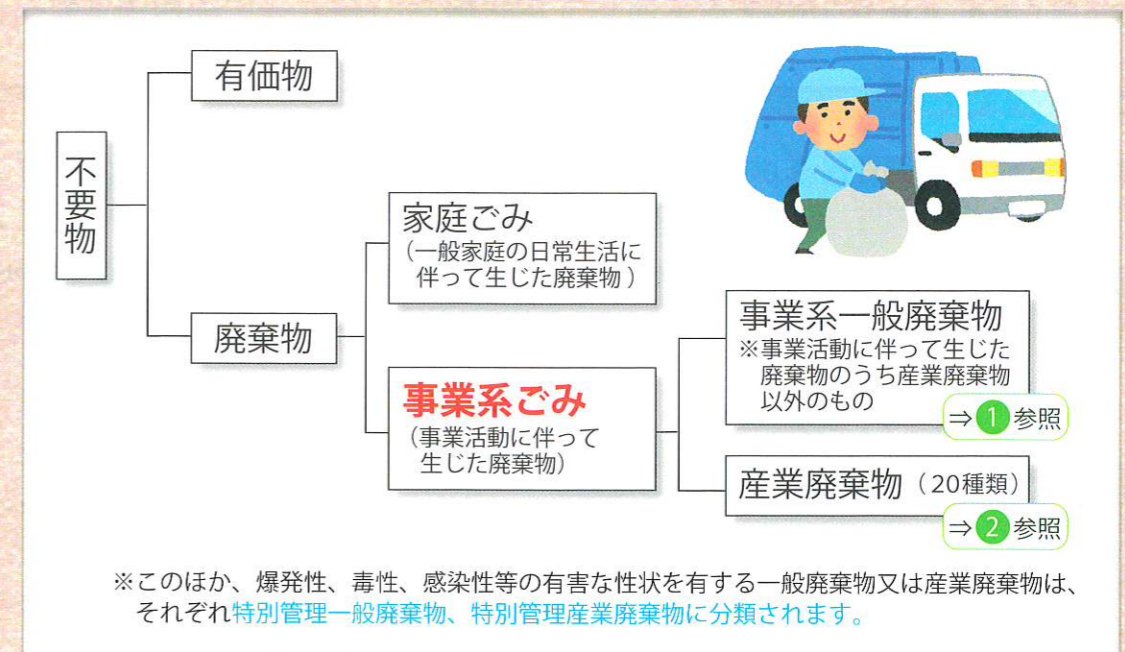 不要物
有価物
廃棄物
家庭ごみ
（一般家庭の日常生活に
伴って生じた廃棄物 ）
事業系ごみ
（事業活動に伴って
生じた廃棄物）
事業系一般廃棄物
※事業活動に伴って生じた
廃棄物のうち産業廃棄物
以外のもの
⇒1参照
産業廃棄物（20種類）
⇒2参照
※このほか、爆発性、毒性、感染性等の有害な性状を有する一般廃棄物又は産業廃棄物は、
それぞれ特別管理一般廃棄物、特別管理産業廃棄物に分類されます。